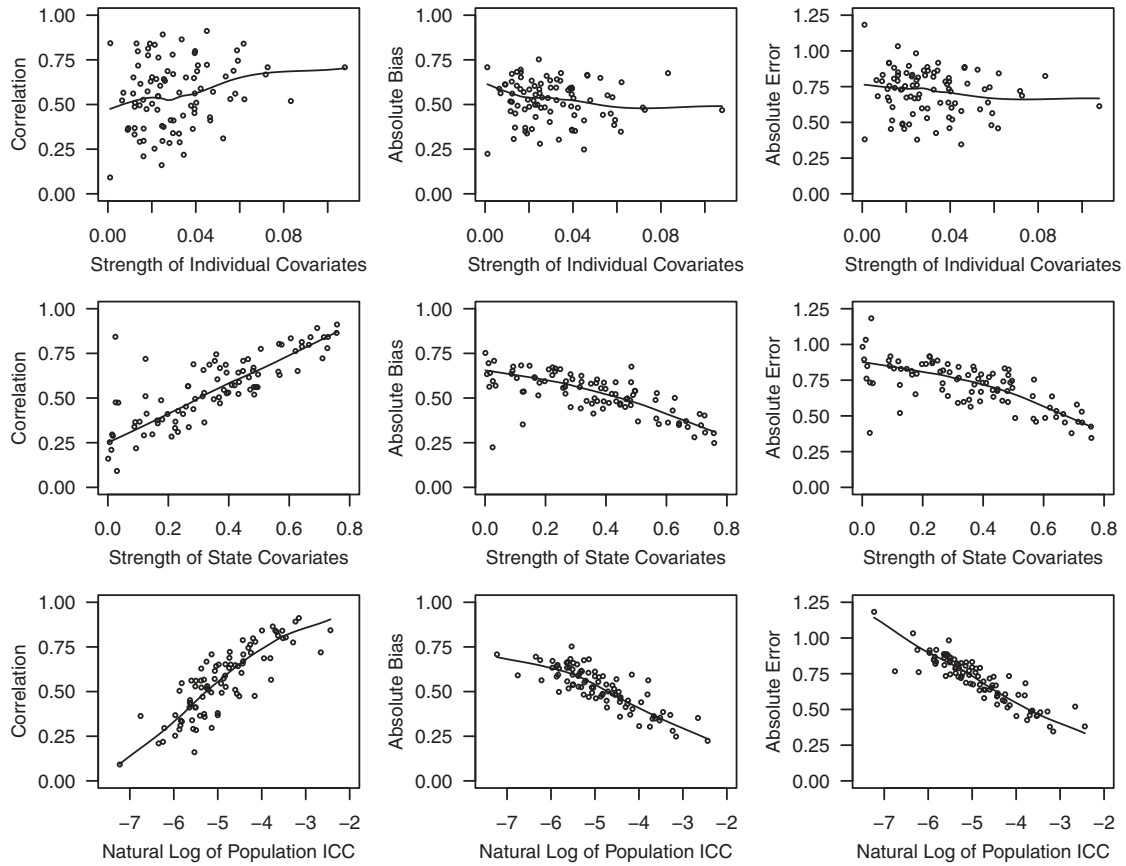 Correlation
1.00
0.75
0.50
0.25
0.00
0.00 0.04 0.08
Strength of Individual Covariates
Absolute Bias
1.00
0.75
0.50
0.25
0.00
0.00 0.04 0.08
Strength of Individual Covariates
Absolute Error
1.25
1.00
0.75
0.50
0.25
0.00
0.00 0.04 0.08
Strength of Individual Covariates
Correlation
1.00
0.75
0.50
0.25
0.00
0.0 0.2 0.4 0.6 0.8
Strength of State Covariates
Absolute Bias
1.00
0.75
0.50
0.25
0.00
0.0 0.2 0.4 0.6 0.8
Strength of State Covariates
Absolute Error
1.25
1.00
0.75
0.50
0.25
0.00
0.0 0.2 0.4 0.6 0.8
Strength of State Covariates
Correlation
1.00
0.75
0.50
0.25
0.00
−7 −6 −5 −4 −3 −2
Natural Log of Population ICC
Absolute Bias
1.00
0.75
0.50
0.25
0.00
−7 −6 −5 −4 −3 −2
Natural Log of Population ICC
Absolute Error
1.25
1.00
0.75
0.50
0.25
0.00
−7 −6 −5 −4 −3 −2
Natural Log of Population ICC